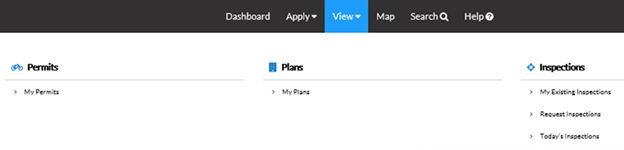 Dashboard Apply View Map Search Help
Permits Plans Inspections
My Permits My Plans My Existing Inspections
Request Inspections
Today's Inspections